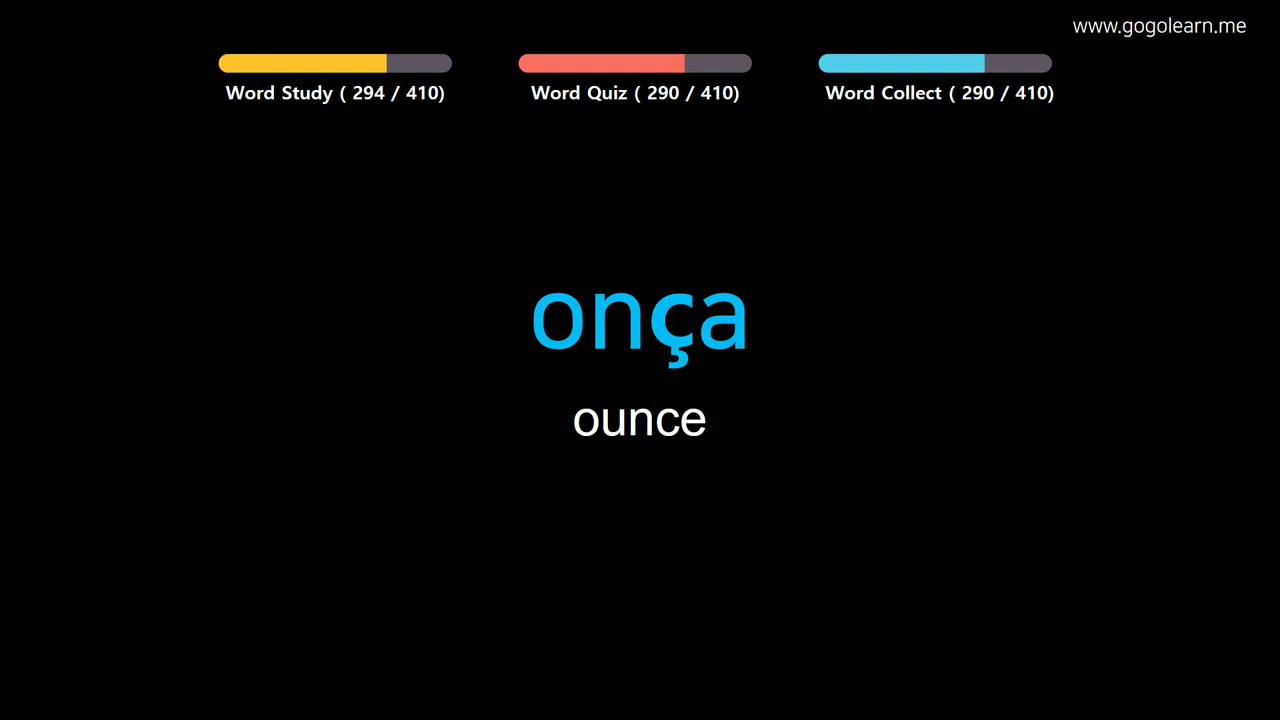 www.gogolearn.me
Word Study ( 294 / 410)
Word Quiz ( 290 / 410)
Word Collect ( 290 / 410)
onça
ounce